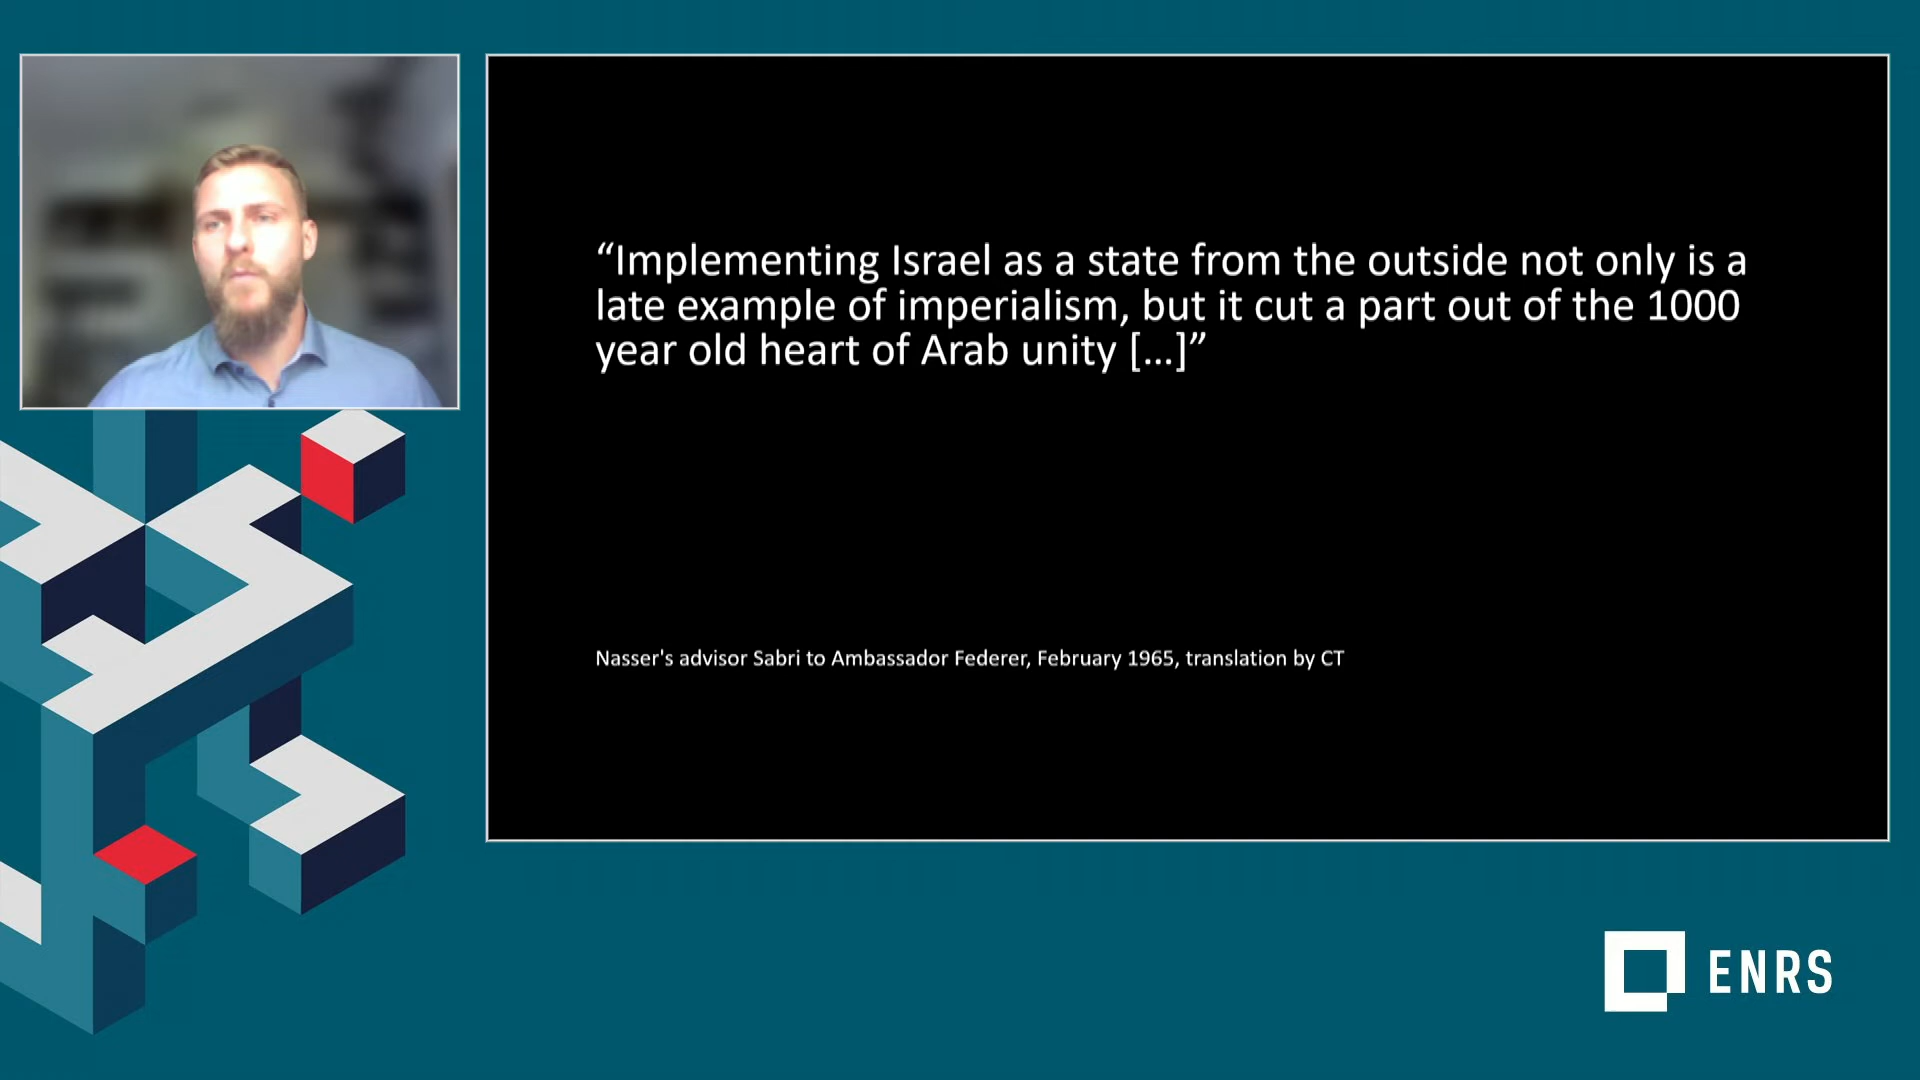 “Implementing Israel as a state from the outside not only is a
late example of imperialism, but it cut a part out of the 1000
year old heart of Arab unity [...]”
Nasser's advisor Sabri to Ambassador Federer, February 1965, translation by CT
ENRS